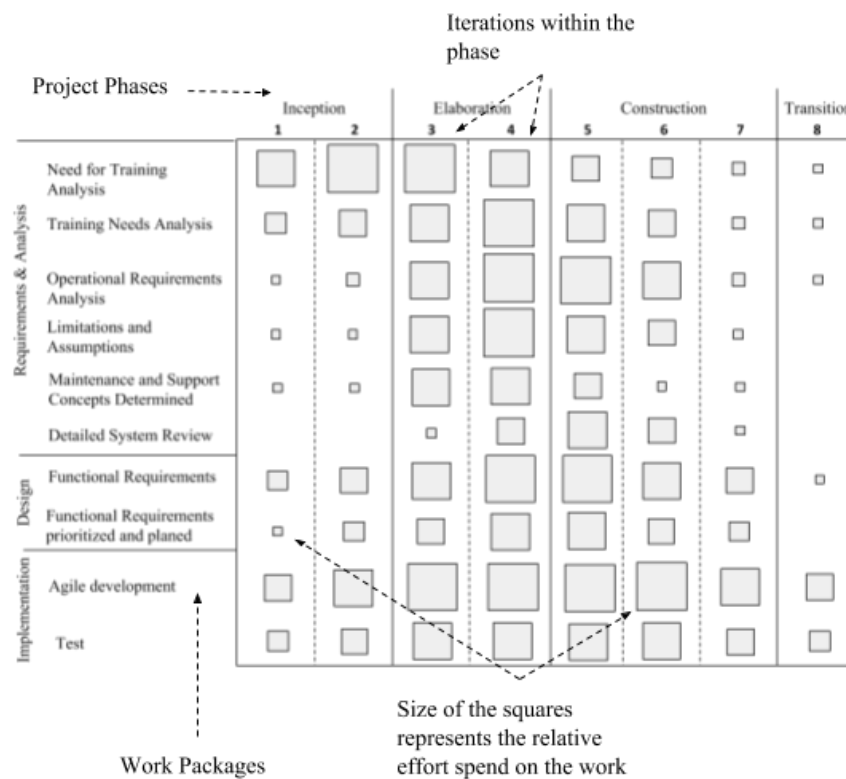 Iterations within the
phase
Project Phases
Inception
Elaboration
Construction
Transition
1
2
3
4
5
6
7
8
Requirements & Analysis
Need for Training
Analysis
Training Needs Analysis
Operational Requirements
Analysis
Limitations and
Assumptions
Maintenance and Support
Concepts Determined
Detailed System Review
Design
Functional Requirements
Functional Requirements
prioritized and planed
Implementation
Agile development
Test
Size of the squares
represents the relative
effort spend on the work
Work Packages